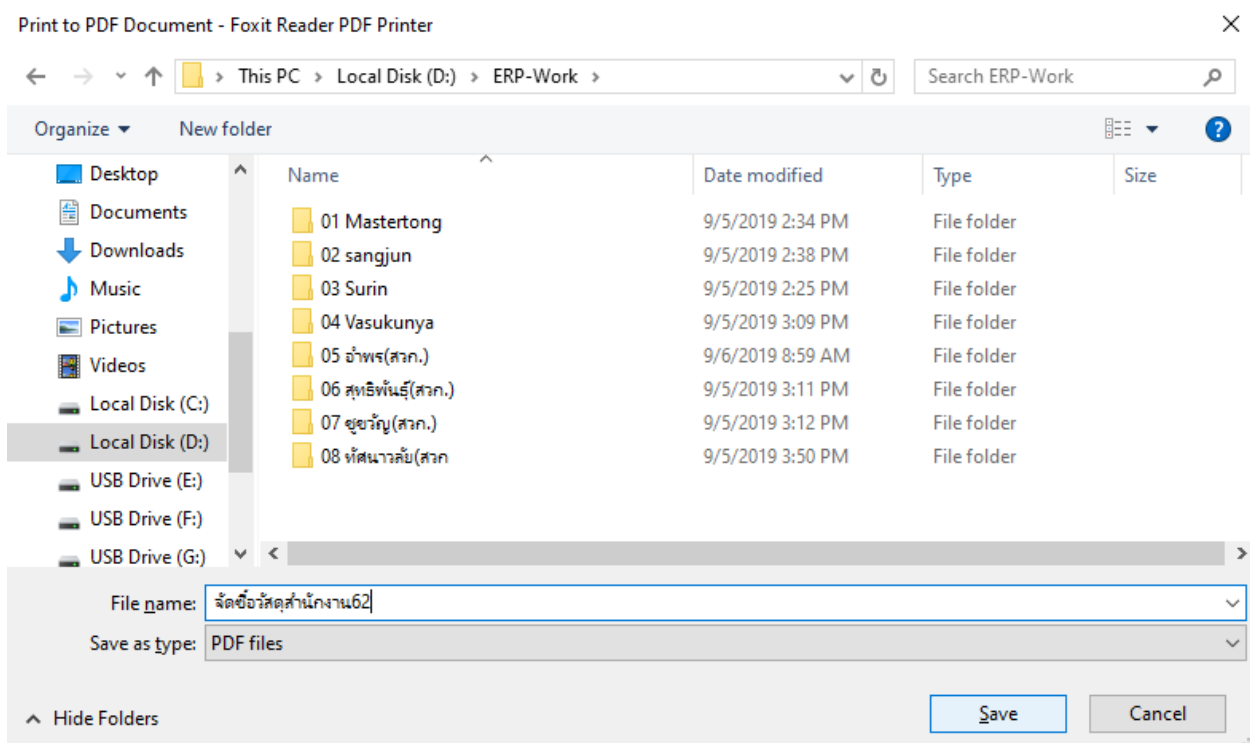 Print to PDF Document - Foxit Reader PDF Printer
This PC > Local Disk (D:) > ERP-Work >
Search ERP-Work
Organize
New folder
Name Date modified Type Size
Desktop
Documents
Downloads
Music
Pictures
Videos
Local Disk (C:)
Local Disk (D:)
USB Drive (E:)
USB Drive (F:)
USB Drive (G:)
01 Mastertong 9/5/2019 2:34 PM File folder
02 sangjun 9/5/2019 2:38 PM File folder
03 Surin 9/5/2019 2:25 PM File folder
04 Vasukunya 9/5/2019 3:09 PM File folder
05 อำพร(สวก.) 9/6/2019 8:59 AM File folder
06 สุทธิพันธุ์(สวก.) 9/5/2019 3:11 PM File folder
07 ชูขวัญ(สวก.) 9/5/2019 3:12 PM File folder
08 ทัศนาวลัย(สวก 9/5/2019 3:50 PM File folder
File name: จัดซื้อวัสดุสำนักงาน62
Save as type: PDF files
Hide Folders
Save
Cancel